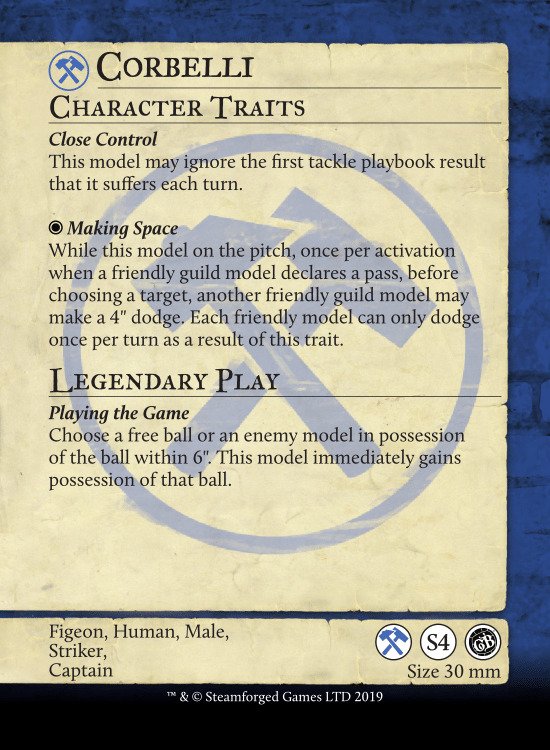 Corbelli
Character Traits
Close Control
This model may ignore the first tackle playbook result
that it suffers each turn.
Making Space
While this model on the pitch, once per activation
when a friendly guild model declares a pass, before
choosing a target, another friendly guild model may
make a 4" dodge. Each friendly model can only dodge
once per turn as a result of this trait.
Legendary Play
Playing the Game
Choose a free ball or an enemy model in possession
of the ball within 6". This model immediately gains
possession of that ball.
Figeon, Human, Male,
Striker,
Captain
S4
GB
Size 30 mm
™ & © Steamforged Games LTD 2019